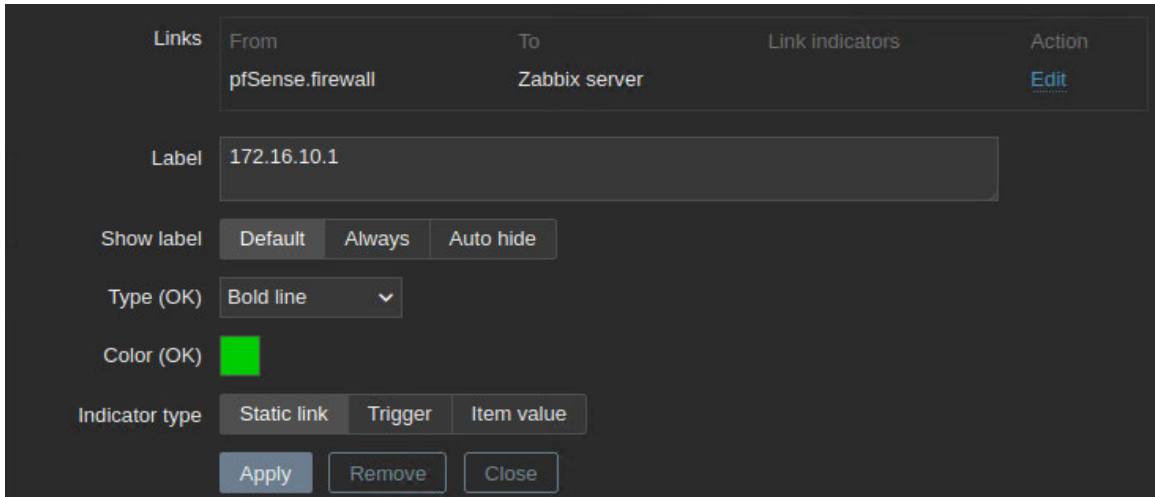 Links From To Link indicators Action
pfSense.firewall Zabbix server Edit
Label 172.16.10.1
Show label Default Always Auto hide
Type (OK) Bold line
Color (OK)
Indicator type Static link Trigger Item value
Apply Remove Close